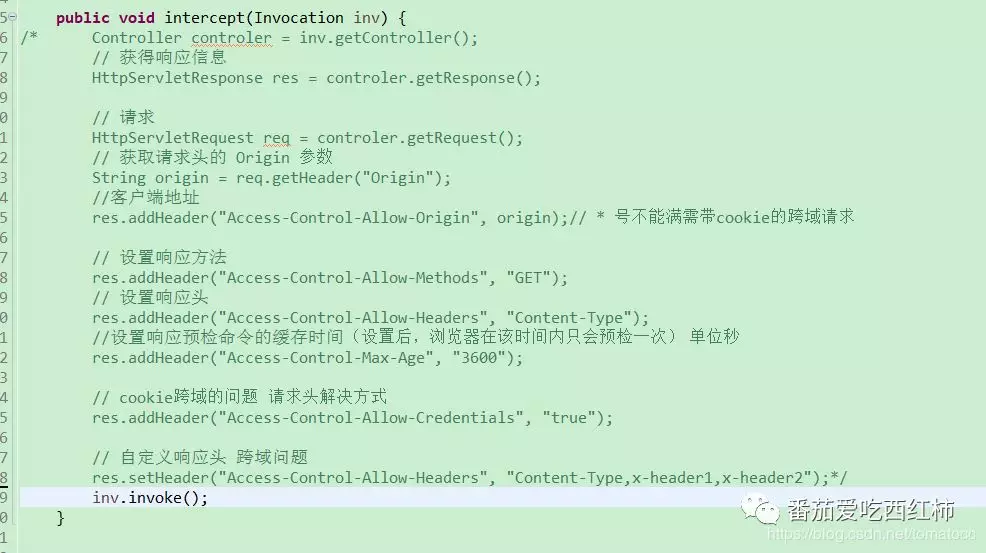 5 public void intercept(Invocation inv) {
6 /* Controller controler = inv.getController();
7 // 获得响应信息
8 HttpServletResponse res = controler.getResponse();
9
0 // 请求
1 HttpServletRequest req = controler.getRequest();
2 // 获取请求头的 Origin 参数
3 String origin = req.getHeader("Origin");
4 //客户端地址
5 res.addHeader("Access-Control-Allow-Origin", origin);// * 号不能满需带cookie的跨域请求
6
7 // 设置响应方法
8 res.addHeader("Access-Control-Allow-Methods", "GET");
9 // 设置响应头
0 res.addHeader("Access-Control-Allow-Headers", "Content-Type");
1 //设置响应预检命令的缓存时间（设置后，浏览器在该时间内只会预检一次） 单位秒
2 res.addHeader("Access-Control-Max-Age", "3600");
3
4 // cookie跨域的问题 请求头解决方式
5 res.addHeader("Access-Control-Allow-Credentials", "true");
6
7 // 自定义响应头 跨域问题
8 res.setHeader("Access-Control-Allow-Headers", "Content-Type,x-header1,x-header2");*/
9 inv.invoke();
0 }
1
番茄爱吃西红柿
https://blog.csdn.net/tomatocc